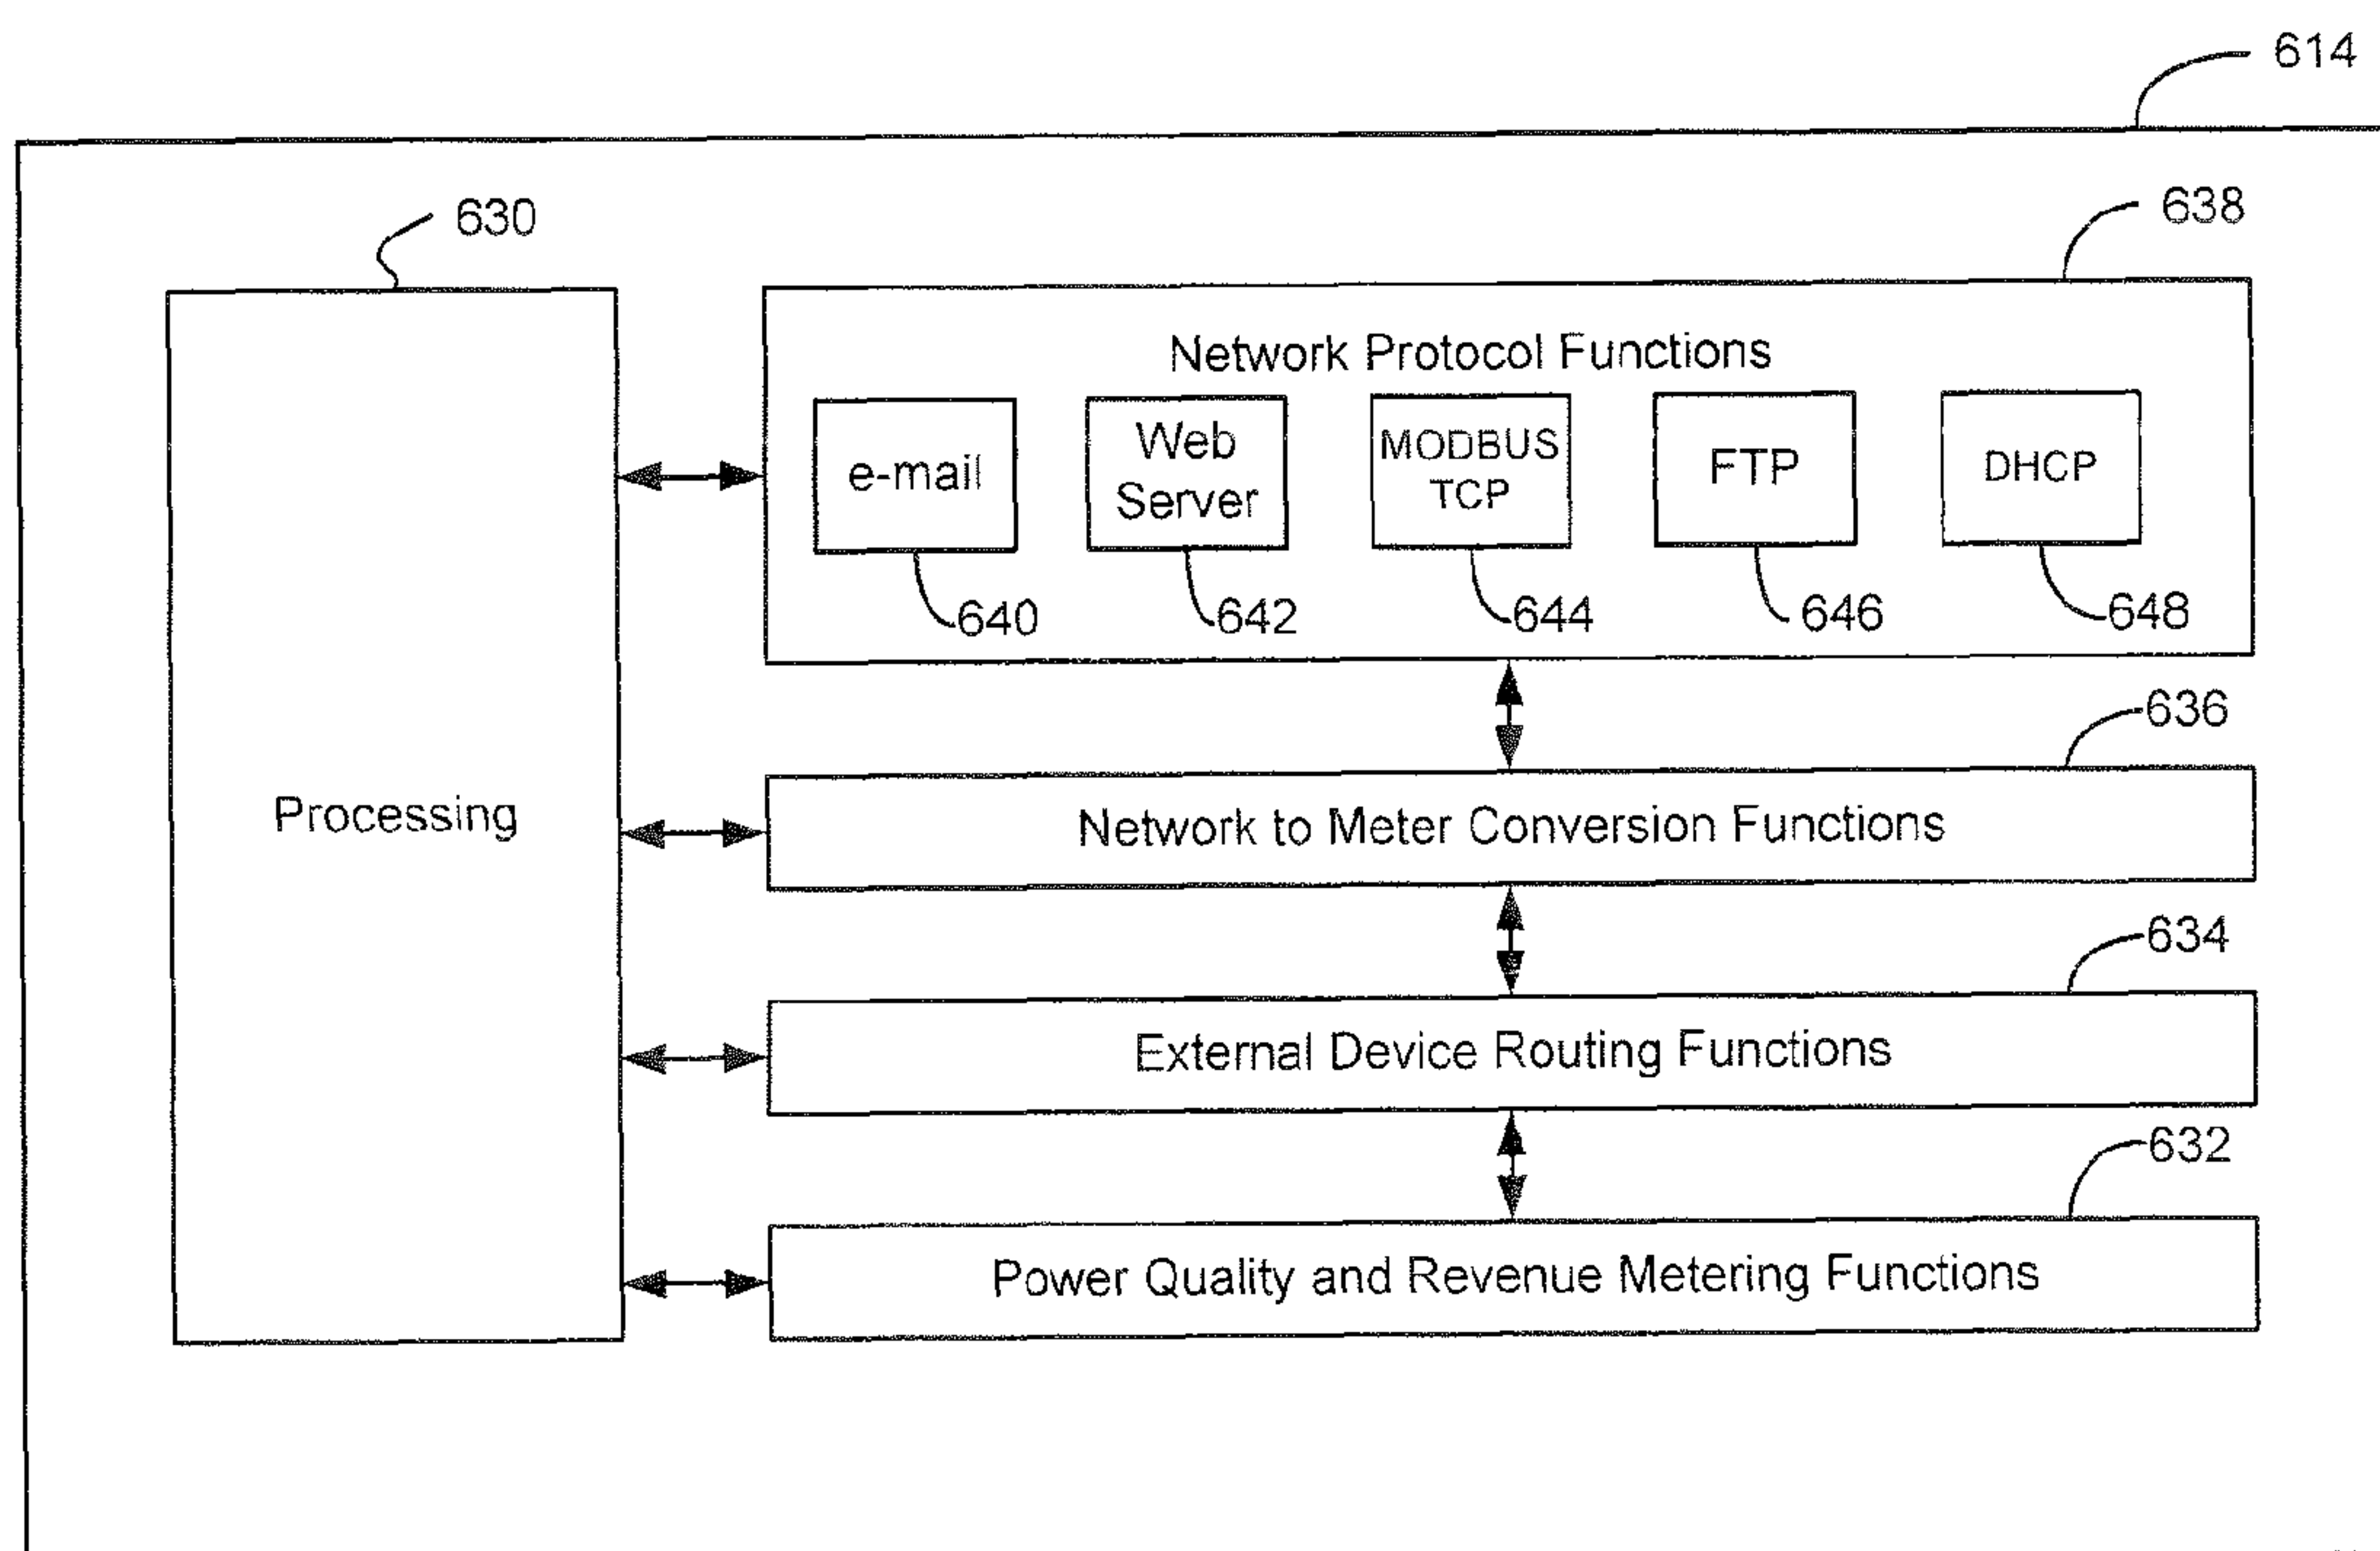 614
630
638
Network Protocol Functions
e-mail
Web
Server
MODBUS
TCP
FTP
DHCP
640
642
644
646
648
636
Processing
Network to Meter Conversion Functions
634
External Device Routing Functions
632
Power Quality and Revenue Metering Functions